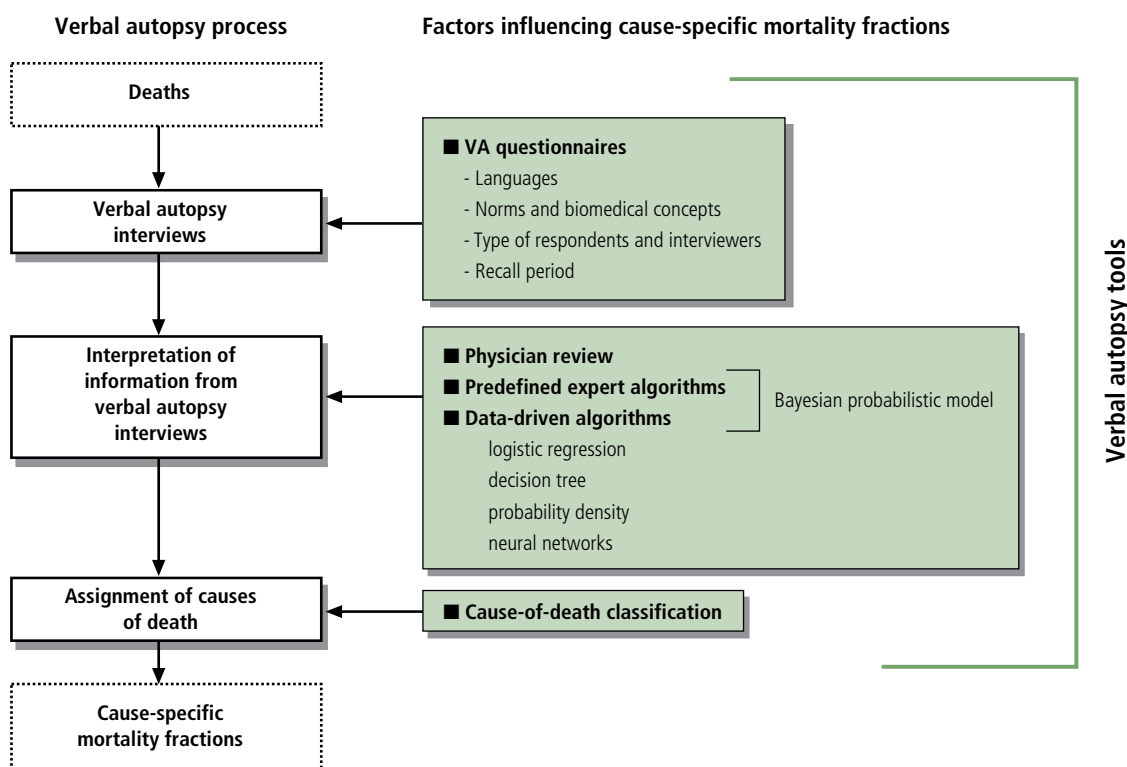 Verbal autopsy process
Factors influencing cause-specific mortality fractions
Deaths
■ VA questionnaires
- Languages
- Norms and biomedical concepts
- Type of respondents and interviewers
- Recall period
Verbal autopsy
interviews
Interpretation of
information from
verbal autopsy
interviews
■ Physician review
■ Predefined expert algorithms
■ Data-driven algorithms
Bayesian probabilistic model
logistic regression
decision tree
probability density
neural networks
Assignment of causes
of death
■ Cause-of-death classification
Cause-specific
mortality fractions
Verbal autopsy tools